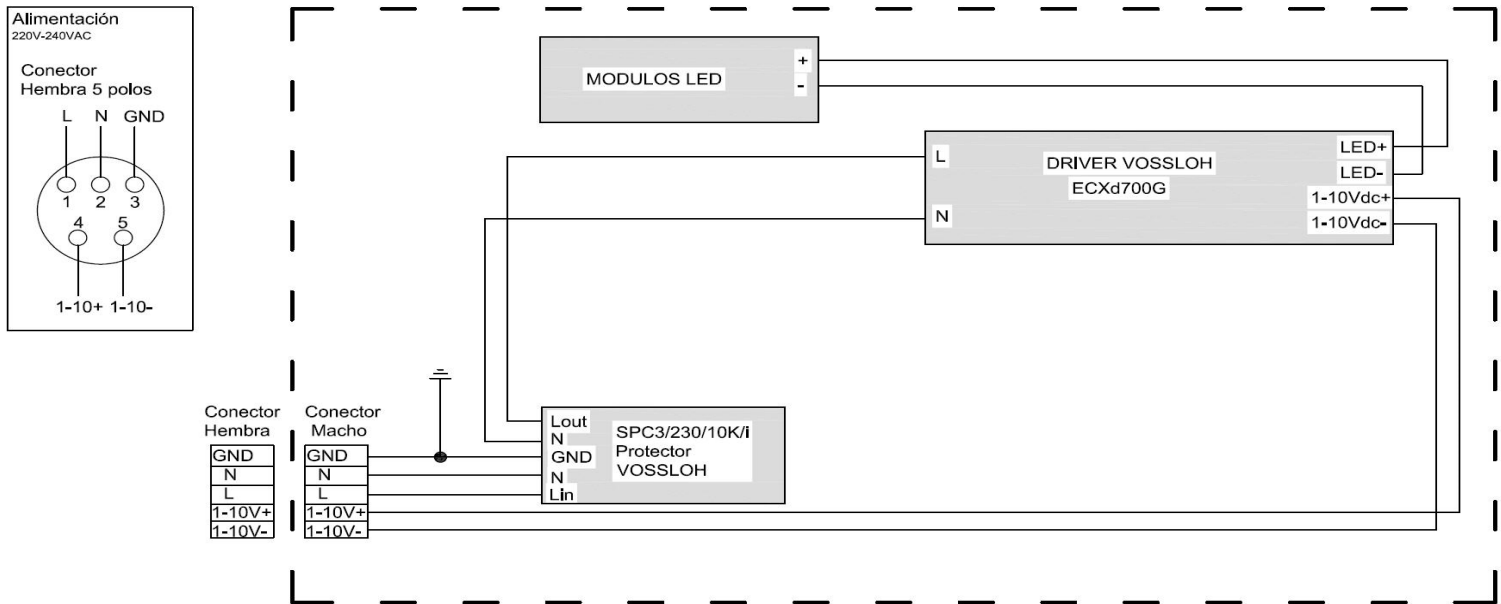 Alimentación
220V-240VAC
Conector
Hembra 5 polos
L N GND
1 2 3
4 5
1-10+ 1-10-
MODULOS LED
+
-
L
N
DRIVER VOSSLOH
ECXd700G
LED+
LED-
1-10Vdc+
1-10Vdc-
Conector
Hembra
GND
N
L
1-10V+
1-10V-
Conector
Macho
GND
N
L
1-10V+
1-10V-
Lout
N
GND
N
Lin
SPC3/230/10K/i
Protector
VOSSLOH